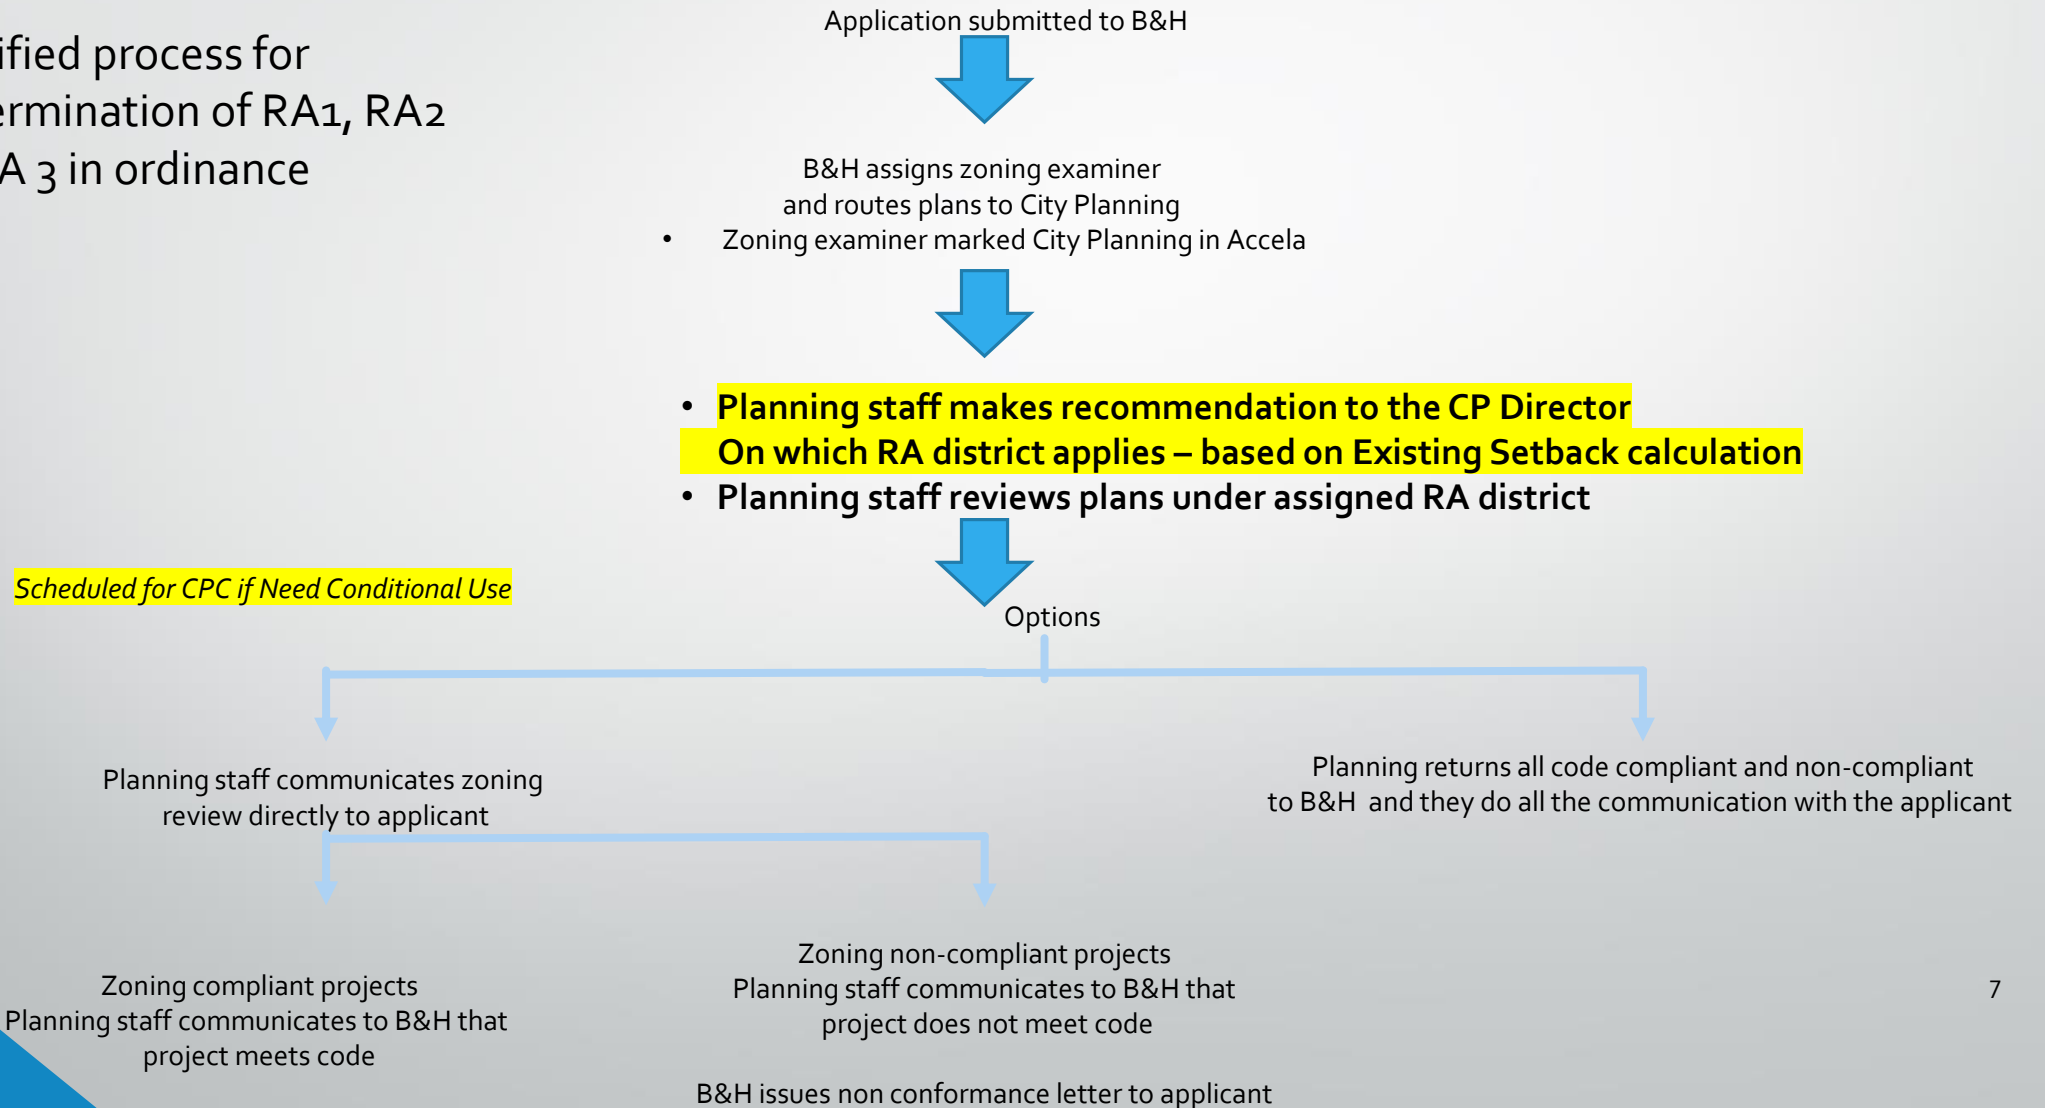 ified process for
ermination of RA1, RA2
A 3 in ordinance
Application submitted to B&H
B&H assigns zoning examiner
and routes plans to City Planning
• Zoning examiner marked City Planning in Accela
• Planning staff makes recommendation to the CP Director
On which RA district applies – based on Existing Setback calculation
• Planning staff reviews plans under assigned RA district
Scheduled for CPC if Need Conditional Use
Options
Planning staff communicates zoning
review directly to applicant
Planning returns all code compliant and non-compliant
to B&H and they do all the communication with the applicant
Zoning compliant projects
Planning staff communicates to B&H that
project meets code
Zoning non-compliant projects
Planning staff communicates to B&H that
project does not meet code
B&H issues non conformance letter to applicant
7